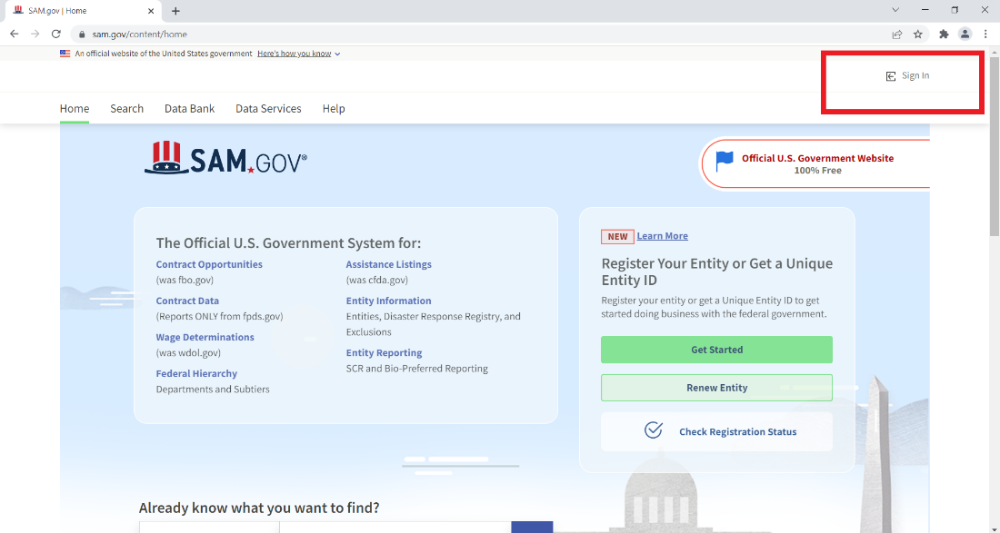 SAM.gov | Home
sam.gov/content/home
An official website of the United States government Here's how you know
Sign In
Home Search Data Bank Data Services Help
SAM.GOV®
Official U.S. Government Website
100% Free
The Official U.S. Government System for:
Contract Opportunities
(was fbo.gov)
Contract Data
(Reports ONLY from fpds.gov)
Wage Determinations
(was wdol.gov)
Federal Hierarchy
Departments and Subtiers
Assistance Listings
(was cfda.gov)
Entity Information
Entities, Disaster Response Registry, and
Exclusions
Entity Reporting
SCR and Bio-Preferred Reporting
NEW Learn More
Register Your Entity or Get a Unique
Entity ID
Register your entity or get a Unique Entity ID to get
started doing business with the federal government.
Get Started
Renew Entity
Check Registration Status
Already know what you want to find?